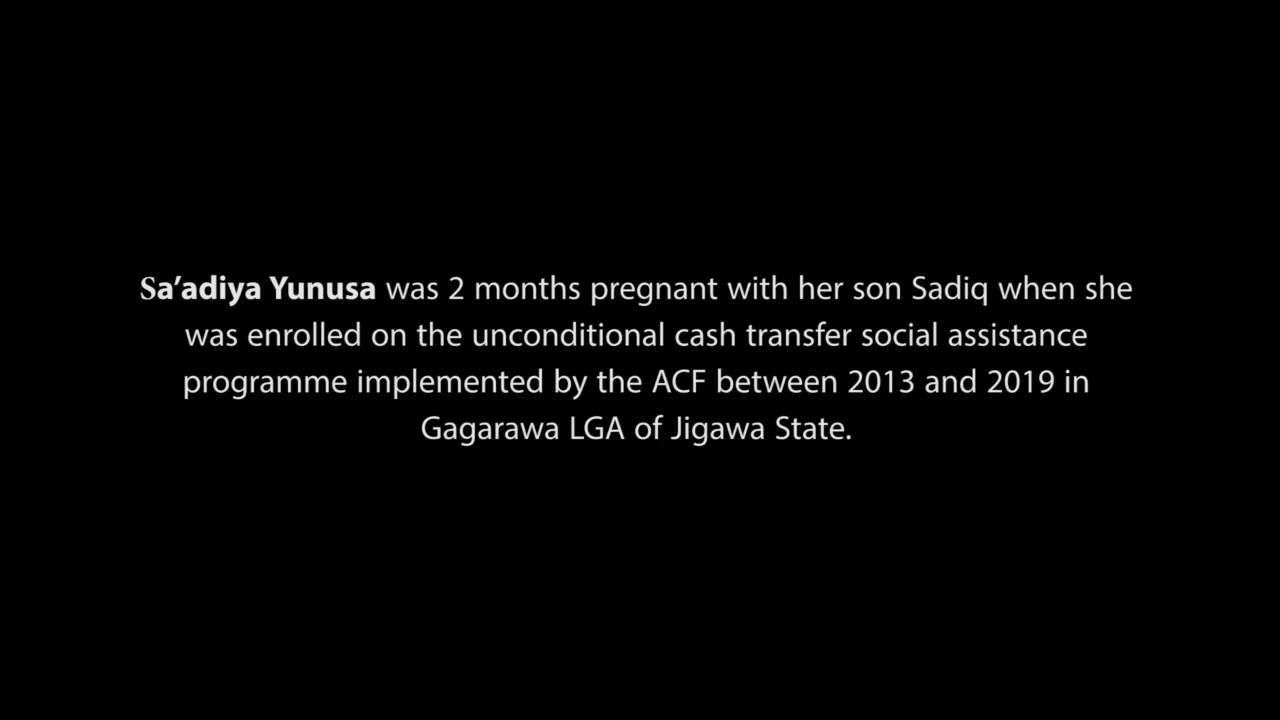 Sa’adiya Yunusa was 2 months pregnant with her son Sadiq when she
was enrolled on the unconditional cash transfer social assistance
programme implemented by the ACF between 2013 and 2019 in
Gagarawa LGA of Jigawa State.